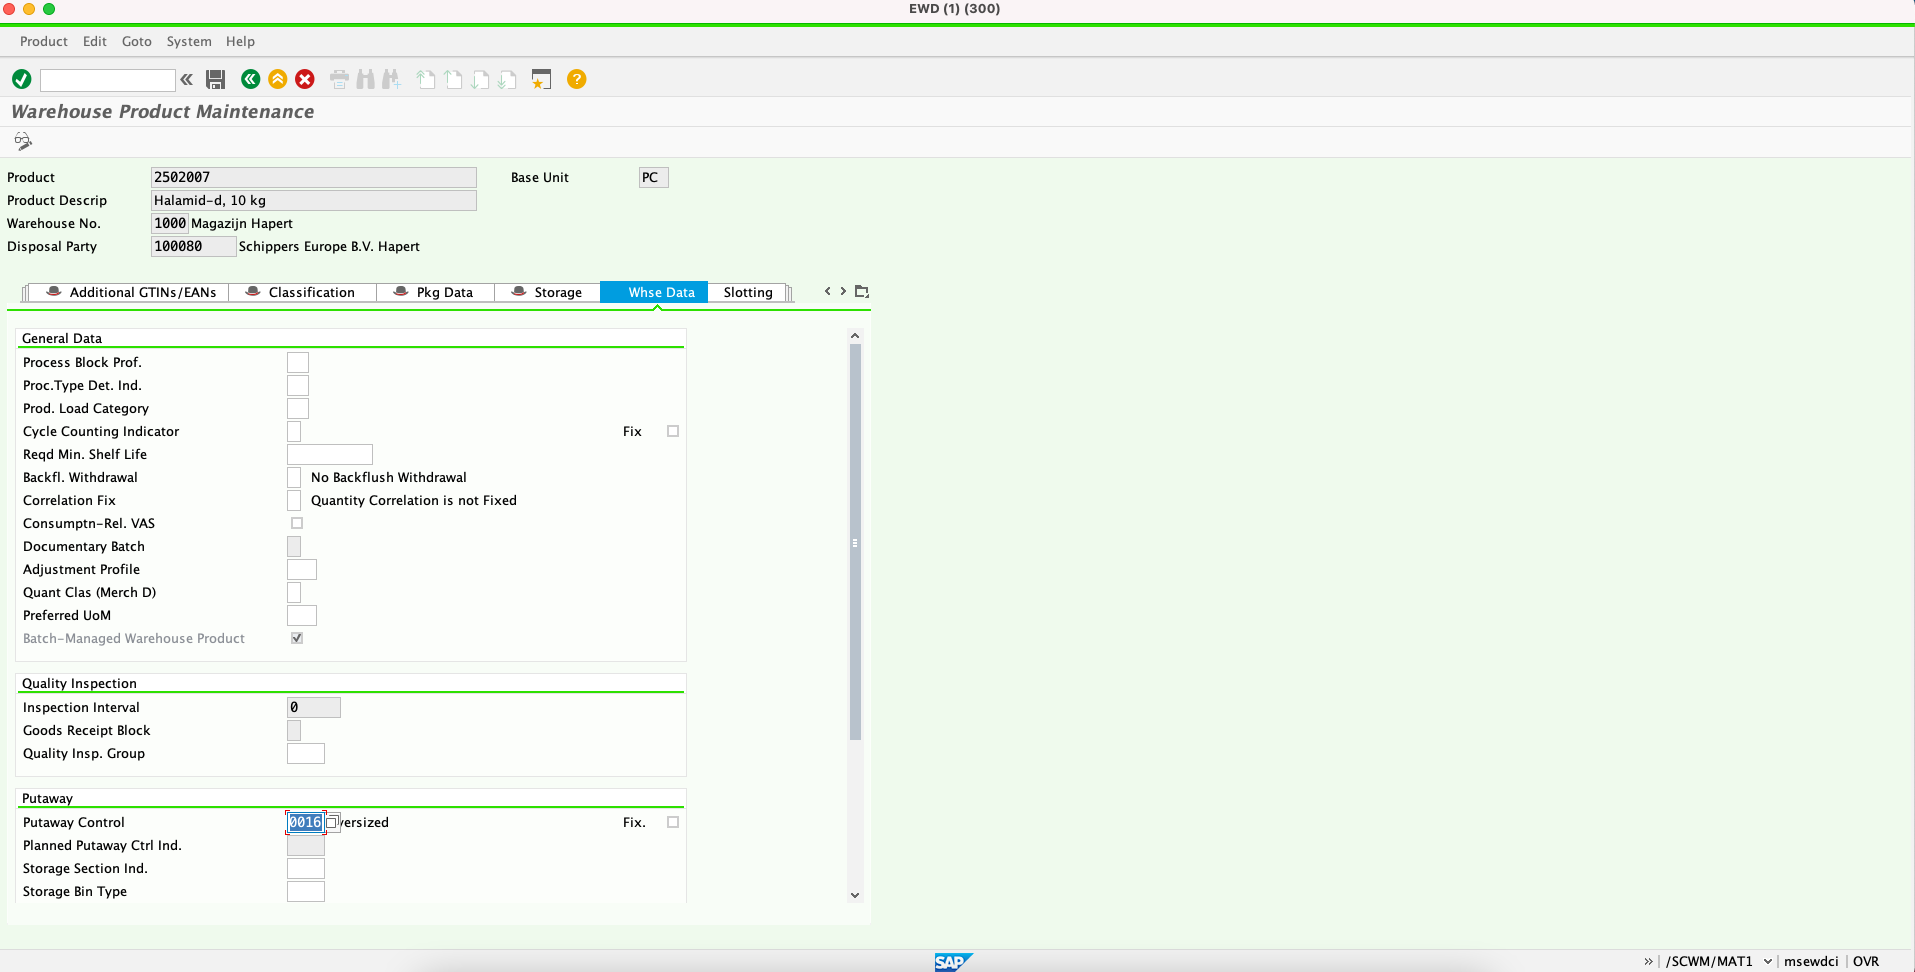 EWD (1) (300)
Product Edit Goto System Help
Warehouse Product Maintenance
Product 2502007 Base Unit PC
Product Descrip Halamid-d, 10 kg
Warehouse No. 1000 Magazijn Hapert
Disposal Party 100080 Schippers Europe B.V. Hapert
Additional GTINs/EANs Classification Pkg Data Storage Whse Data Slotting
General Data
Process Block Prof.
Proc.Type Det. Ind.
Prod. Load Category
Cycle Counting Indicator Fix
Reqd Min. Shelf Life
Backfl. Withdrawal No Backflush Withdrawal
Correlation Fix Quantity Correlation is not Fixed
Consumptn-Rel. VAS
Documentary Batch
Adjustment Profile
Quant Clas (Merch D)
Preferred UoM
Batch-Managed Warehouse Product
Quality Inspection
Inspection Interval 0
Goods Receipt Block
Quality Insp. Group
Putaway
Putaway Control 0016 versized Fix.
Planned Putaway Ctrl Ind.
Storage Section Ind.
Storage Bin Type
SAP » /SCWM/MAT1 msewdci OVR